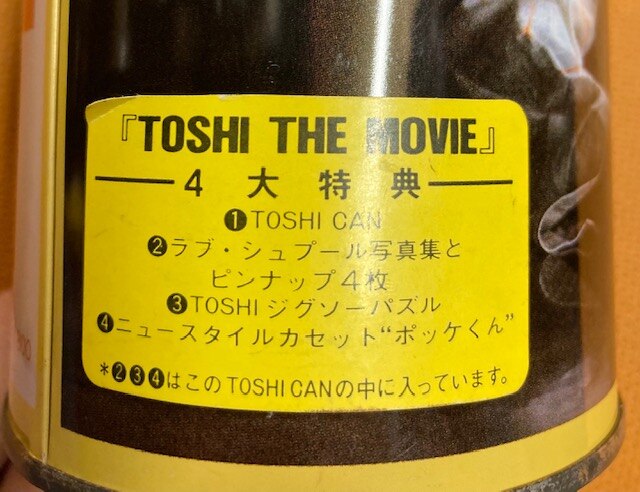 『TOSHI THE MOVIE』
4大特典
❶TOSHI CAN
❷ラブ・シュプール写真集と
ピンナップ4枚
❸TOSHIジグソーパズル
❹ニュースタイルカセット“ポッケくん”
*❷❸❹はこのTOSHI CANの中に入っています。